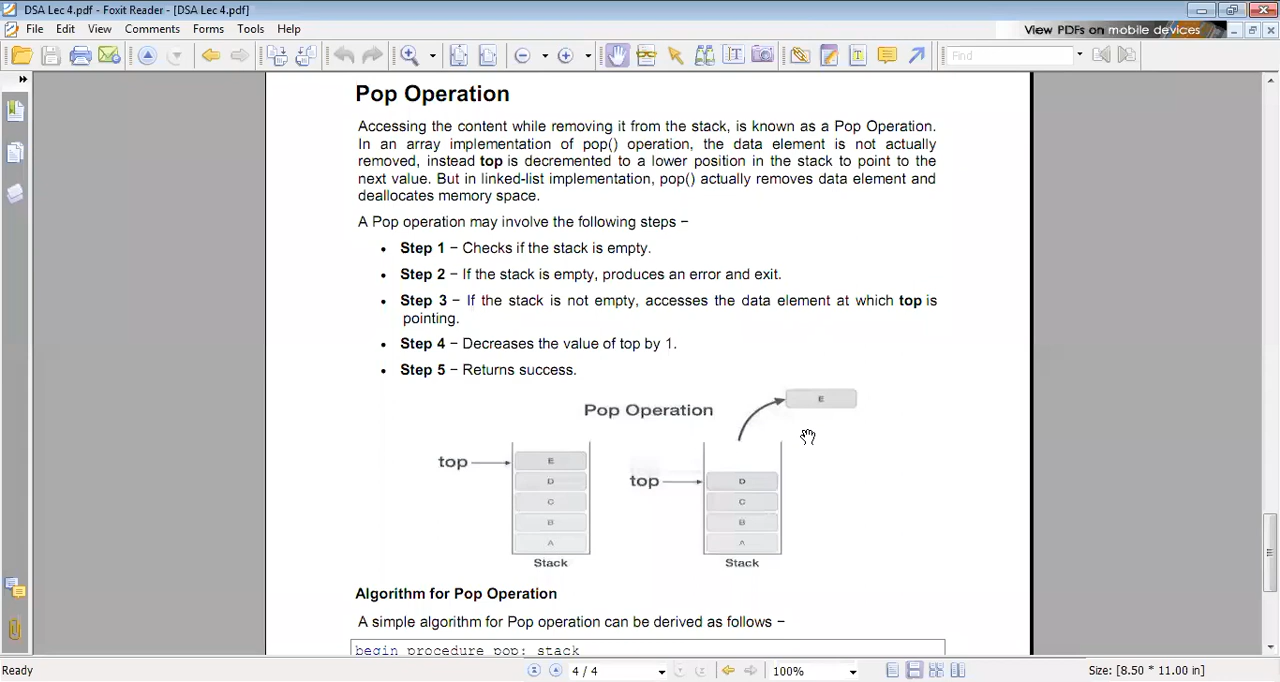 DSA Lec 4.pdf - Foxit Reader - [DSA Lec 4.pdf]
File Edit View Comments Forms Tools Help
View PDFs on mobile devices
Find
Pop Operation
Accessing the content while removing it from the stack, is known as a Pop Operation.
In an array implementation of pop() operation, the data element is not actually
removed, instead top is decremented to a lower position in the stack to point to the
next value. But in linked-list implementation, pop() actually removes data element and
deallocates memory space.
A Pop operation may involve the following steps −
• Step 1 − Checks if the stack is empty.
• Step 2 − If the stack is empty, produces an error and exit.
• Step 3 − If the stack is not empty, accesses the data element at which top is
pointing.
• Step 4 − Decreases the value of top by 1.
• Step 5 − Returns success.
Pop Operation
E
top
E
D
C
B
A
Stack
top
D
C
B
A
Stack
Algorithm for Pop Operation
A simple algorithm for Pop operation can be derived as follows −
begin procedure pop: stack
Ready
4 / 4
100%
Size: [8.50 * 11.00 in]